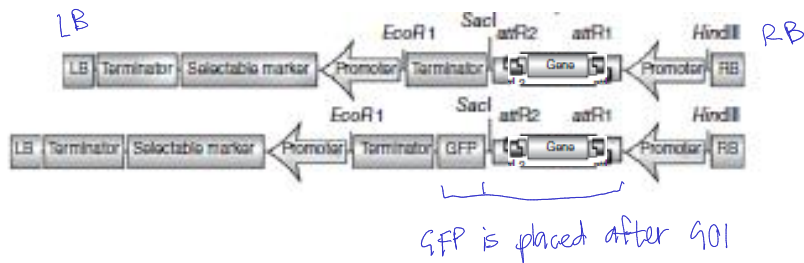 LB
SacI
EcoR1 attR2 attR1 HindIII RB
LB Terminator Selectable marker Promoter Terminator Gene Promoter RB
SacI
EcoR1 attR2 attR1 HindIII
LB Terminator Selectable marker Promoter Terminator GFP Gene Promoter RB
GFP is placed after GOI